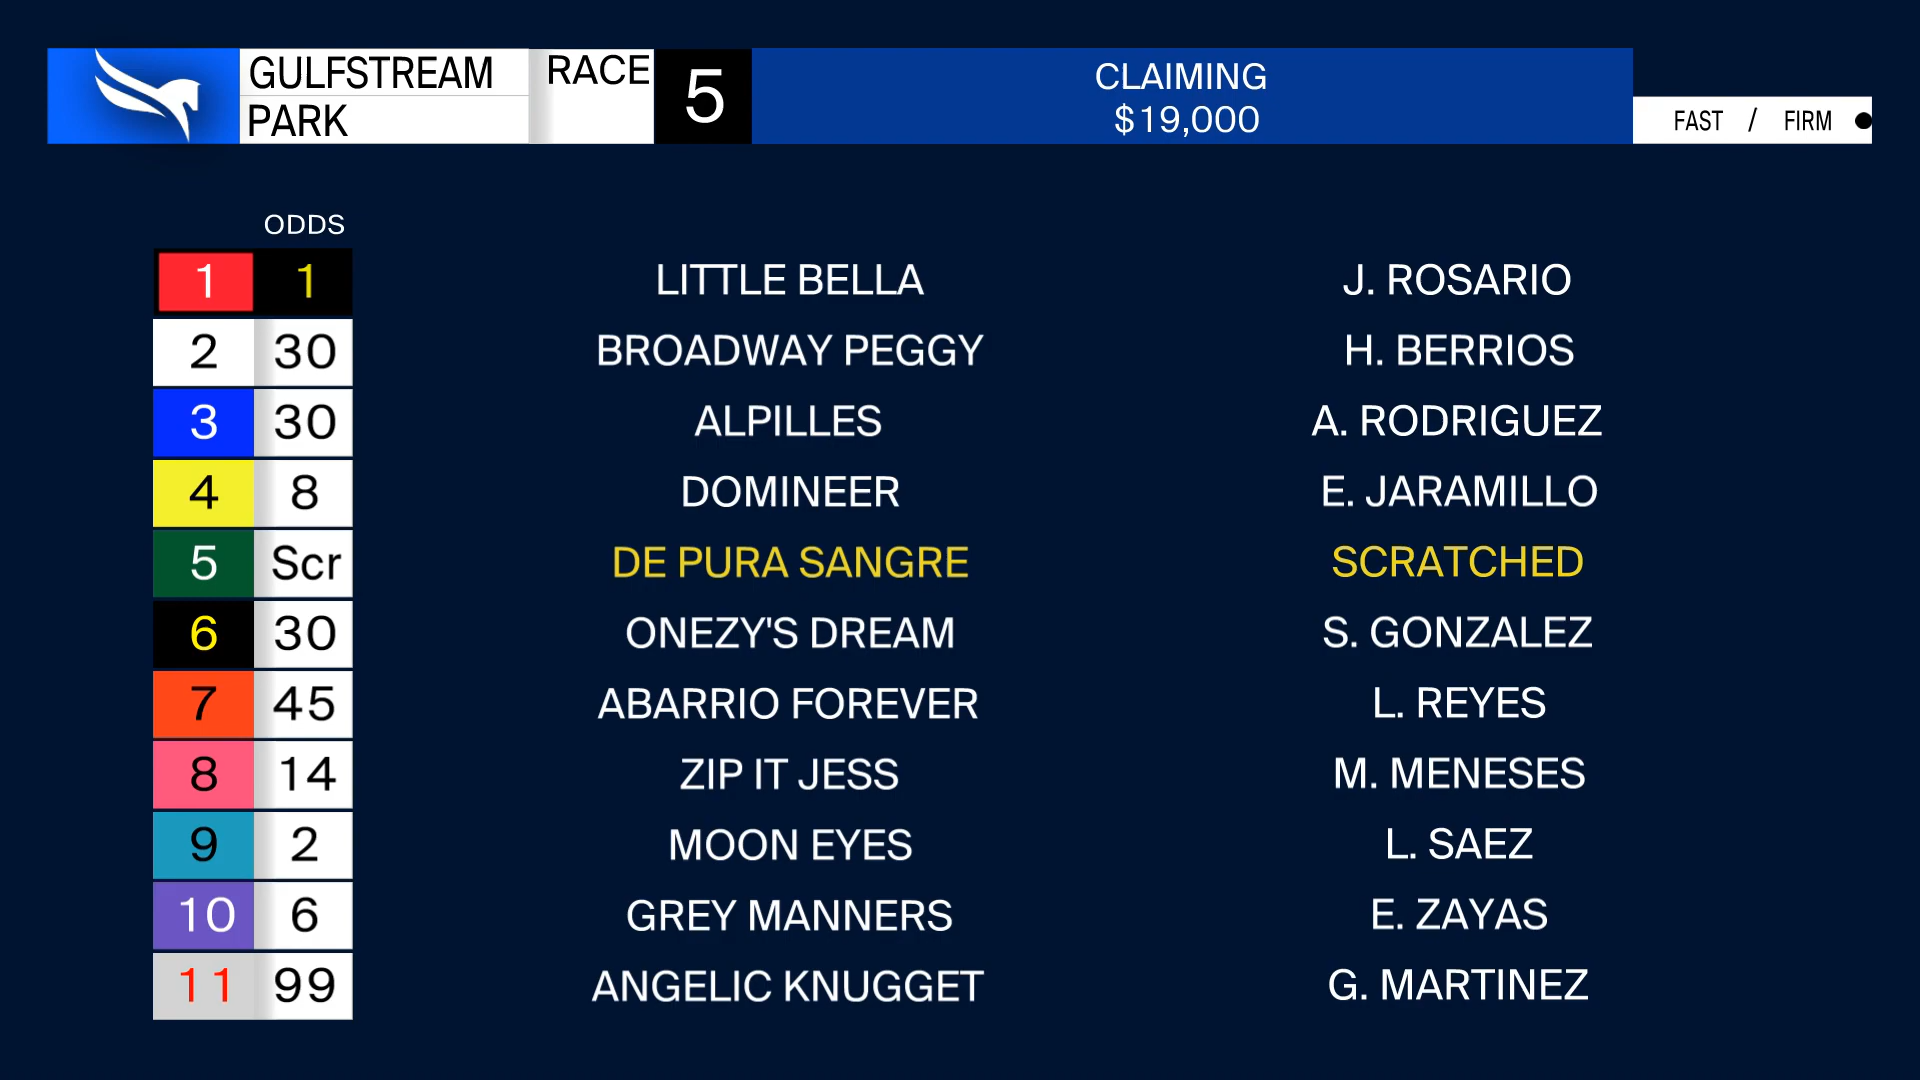 GULFSTREAM
PARK
RACE
5
CLAIMING
$19,000
FAST / FIRM
ODDS
1 1 LITTLE BELLA J. ROSARIO
2 30 BROADWAY PEGGY H. BERRIOS
3 30 ALPILLES A. RODRIGUEZ
4 8 DOMINEER E. JARAMILLO
5 Scr DE PURA SANGRE SCRATCHED
6 30 ONEZY'S DREAM S. GONZALEZ
7 45 ABARRIO FOREVER L. REYES
8 14 ZIP IT JESS M. MENESES
9 2 MOON EYES L. SAEZ
10 6 GREY MANNERS E. ZAYAS
11 99 ANGELIC KNUGGET G. MARTINEZ